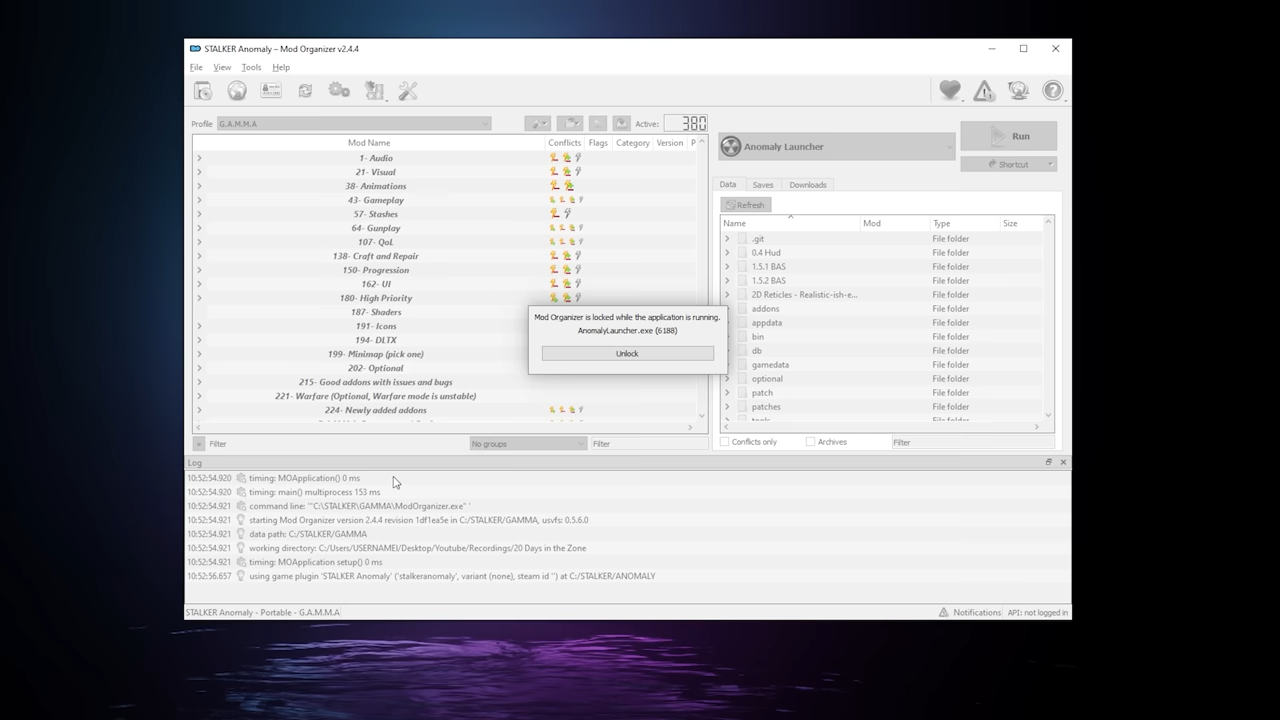 STALKER Anomaly – Mod Organizer v2.4.4
File View Tools Help
Profile G.A.M.M.A Active: 380
Mod Name Conflicts Flags Category Version P
1- Audio
21- Visual
38- Animations
43- Gameplay
57- Stashes
64- Gunplay
107- QoL
138- Craft and Repair
150- Progression
162- UI
180- High Priority
187- Shaders
191- Icons
194- DLTX
199- Minimap (pick one)
202- Optional
215- Good addons with issues and bugs
221- Warfare (Optional, Warfare mode is unstable)
224- Newly added addons
Filter No groups Filter
Anomaly Launcher
Run
Shortcut
Data Saves Downloads
Refresh
Name Mod Type Size
.git File folder
0.4 Hud File folder
1.5.1 BAS File folder
1.5.2 BAS File folder
2D Reticles - Realistic-ish-e... File folder
addons File folder
appdata File folder
bin File folder
db File folder
gamedata File folder
optional File folder
patch File folder
patches File folder
Conflicts only Archives Filter
Mod Organizer is locked while the application is running.
AnomalyLauncher.exe (6188)
Unlock
Log
10:52:54.920 timing: MOApplication() 0 ms
10:52:54.920 timing: main() multiprocess 153 ms
10:52:54.921 command line: '"C:\STALKER\GAMMA\ModOrganizer.exe" '
10:52:54.921 starting Mod Organizer version 2.4.4 revision 1df1ea5e in C:/STALKER/GAMMA, usvfs: 0.5.6.0
10:52:54.921 data path: C:/STALKER/GAMMA
10:52:54.921 working directory: C:/Users/USERNAMEI/Desktop/Youtube/Recordings/20 Days in the Zone
10:52:54.921 timing: MOApplication setup() 0 ms
10:52:56.657 using game plugin 'STALKER Anomaly' ('stalkeranomaly', variant (none), steam id '') at C:/STALKER/ANOMALY
STALKER Anomaly - Portable - G.A.M.M.A Notifications API: not logged in